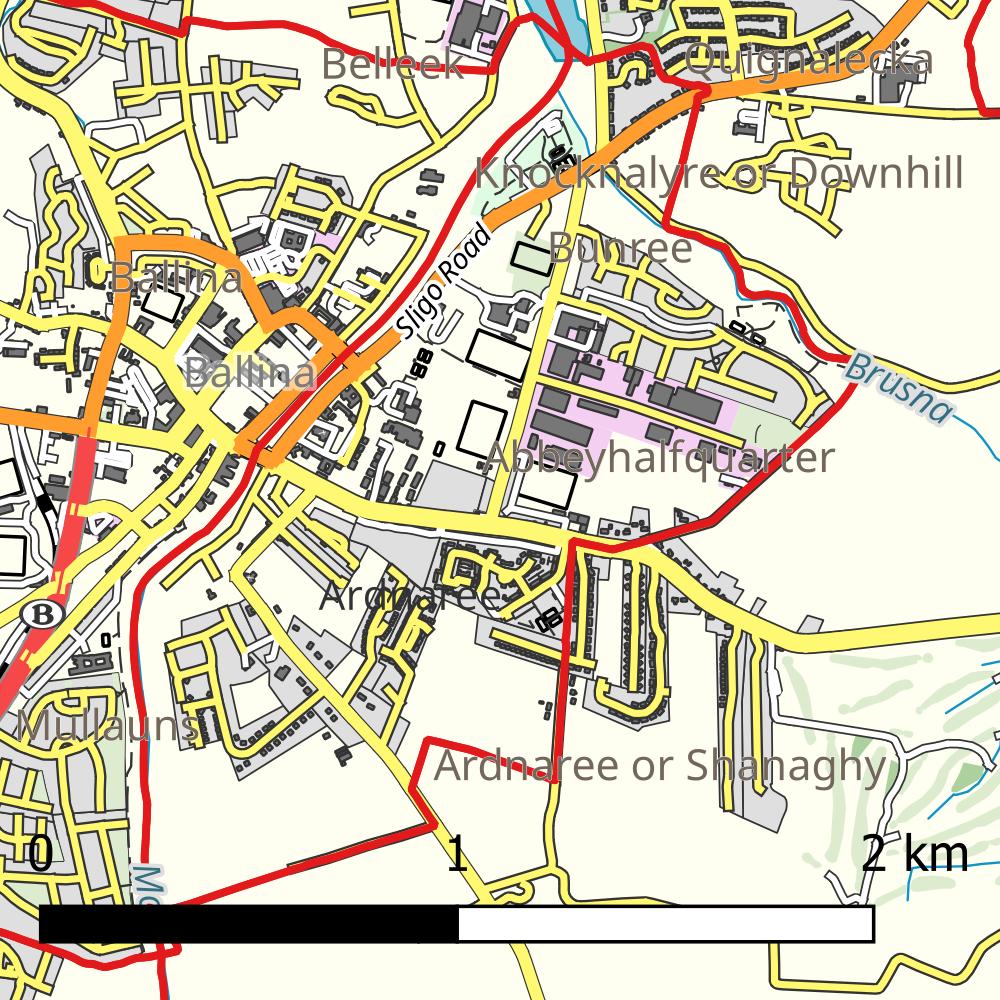 Belleek
Quignalecka
Knocknalyre or Downhill
Bunree
Ballina
Sligo Road
Ballina
Brusna
Abbeyhalfquarter
Ardnaree
B
Mullauns
Ardnaree or Shanaghy
0
1
2 km